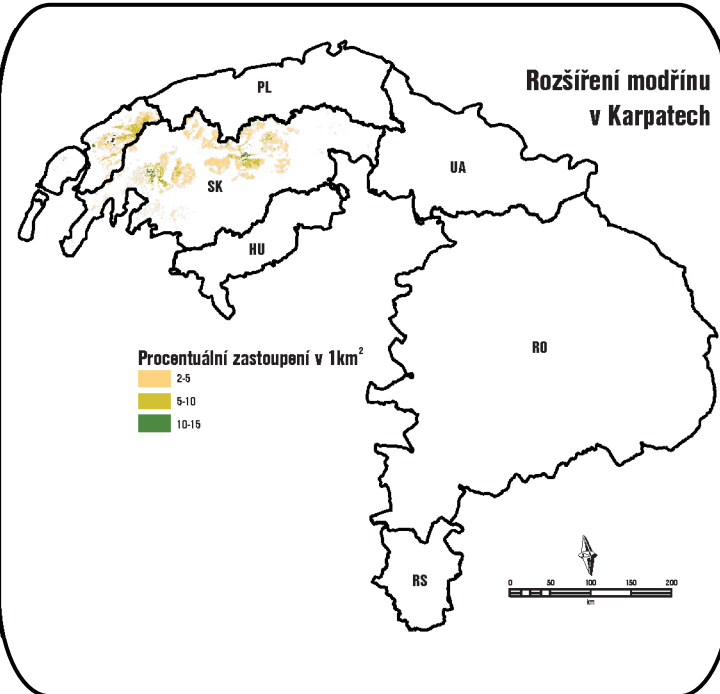 Rozšíření modřínu
v Karpatech
PL
UA
SK
HU
RO
RS
Procentuální zastoupení v 1km²
2-5
5-10
10-15
0 50 100 150 200
km